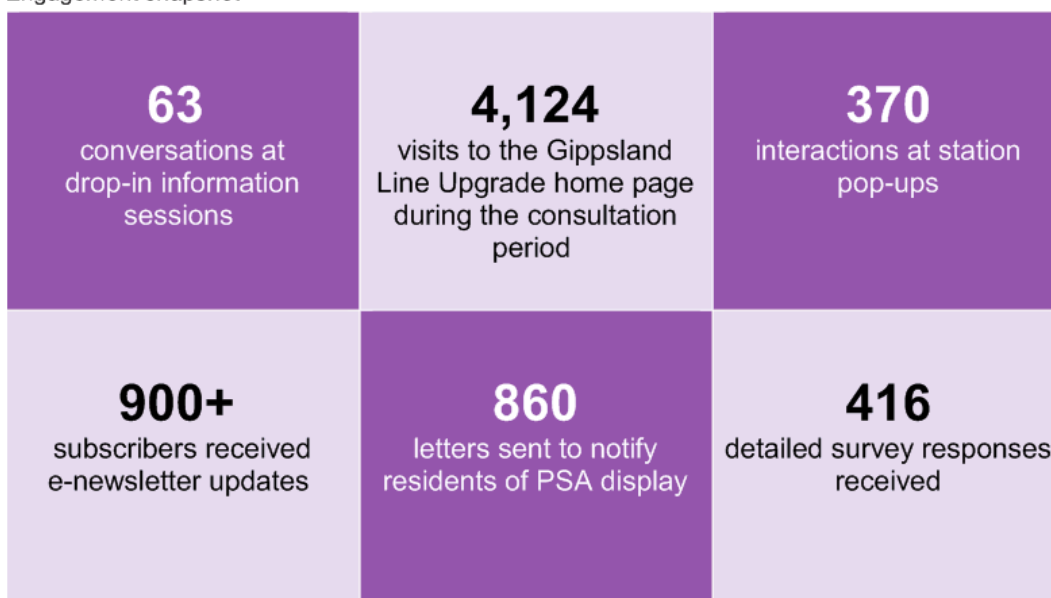 63
conversations at
drop-in information
sessions
4,124
visits to the Gippsland
Line Upgrade home page
during the consultation
period
370
interactions at station
pop-ups
900+
subscribers received
e-newsletter updates
860
letters sent to notify
residents of PSA display
416
detailed survey responses
received